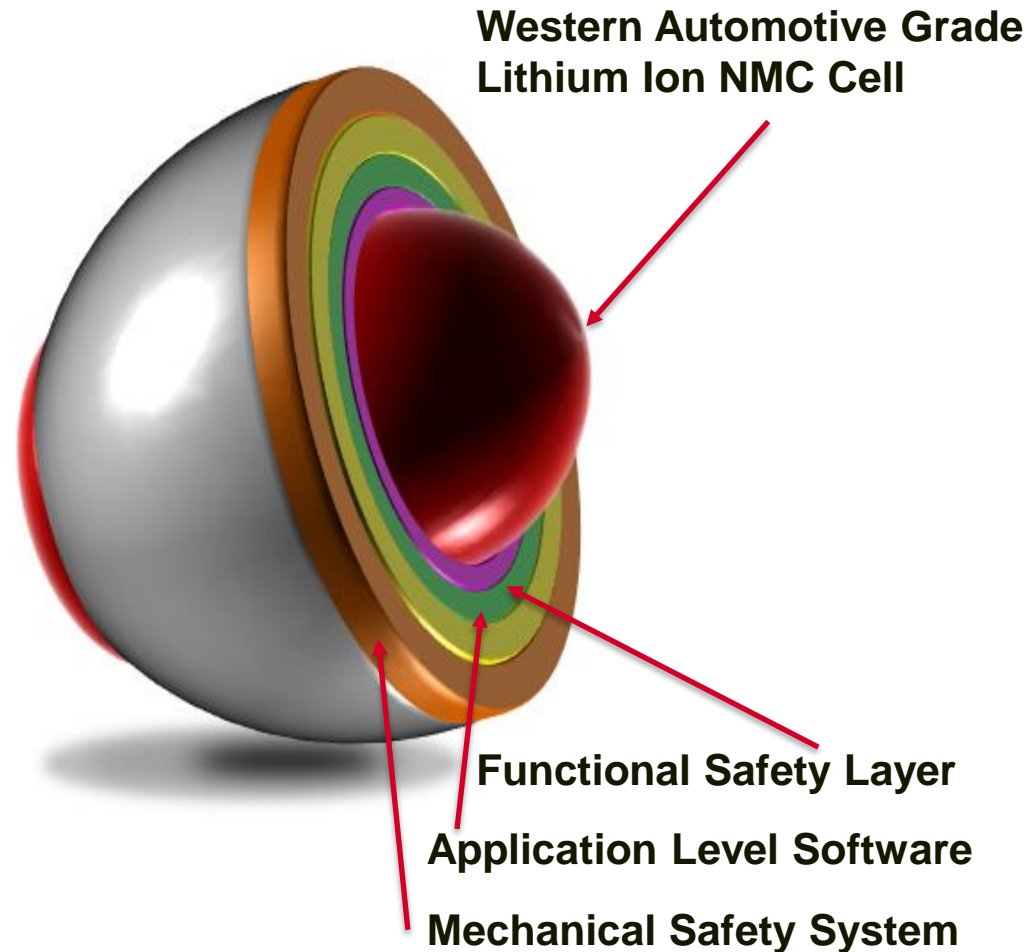 Western Automotive Grade
Lithium Ion NMC Cell
Functional Safety Layer
Application Level Software
Mechanical Safety System